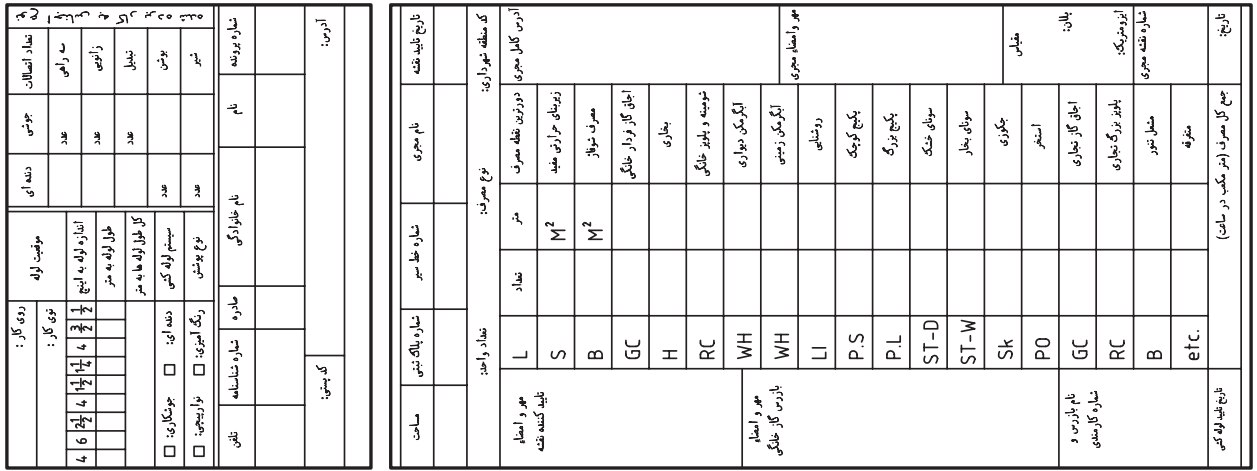 تعداد اتصالات جوشی دنده ای
سه راهی عدد
زانویی عدد
تبدیل عدد
بوشن عدد
شیر عدد
موقعیت لوله روی کار :
توی کار :
اندازه لوله به اینچ ½ 3/2 4 1¼ 1½ 4 2½ 6 4
طول لوله به متر
کل طول لوله ها به متر
سیستم لوله کشی دنده ای: □ جوشکاری: □
نوع پوشش رنگ آمیزی: □ نوارپیچی: □
شماره پرونده نام نام خانوادگی صادره شماره شناسنامه تلفن
آدرس: کد پستی:
تاریخ تایید نقشه نام مجری شماره خط سیر شماره پلاک ثبتی مساحت
کد منطقه شهرداری: نوع مصرف: تعداد واحد:
آدرس کامل مجری
مهر و امضاء مجری
مقیاس
پلان:
ایزومتریک:
شماره نقشه مجری
تاریخ:
دورترین نقطه مصرف متر تعداد L
زیربنای حرارتی مفید M² S
مصرف شوفاژ M² B
اجاق گاز فردار خانگی GC
بخاری H
شومینه و پلوپز خانگی RC
آبگرمکن دیواری WH
آبگرمکن زمینی WH
روشنایی LI
پکیج کوچک P.S
پکیج بزرگ P.L
سونای خشک ST-D
سونای بخار ST-W
جکوزی Sk
استخر PO
اجاق گاز تجاری GC
پلوپز بزرگ تجاری RC
مشعل تنور B
متفرقه etc.
جمع کل مصرف (متر مکعب در ساعت)
مهر و امضاء
تایید کننده نقشه
مهر و امضاء
بازرس گاز خانگی
نام بازرس و
شماره کارمندی
تاریخ تایید لوله کشی